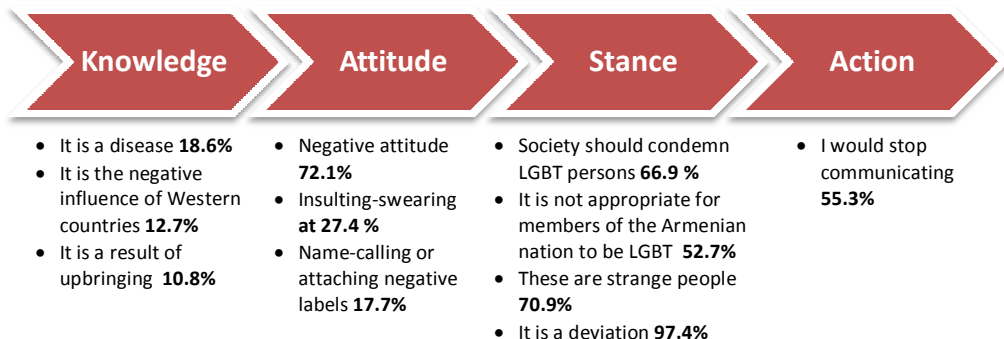 Knowledge
Attitude
Stance
Action
• It is a disease 18.6%
• It is the negative
influence of Western
countries 12.7%
• It is a result of
upbringing 10.8%
• Negative attitude
72.1%
• Insulting-swearing
at 27.4 %
• Name-calling or
attaching negative
labels 17.7%
• Society should condemn
LGBT persons 66.9 %
• It is not appropriate for
members of the Armenian
nation to be LGBT 52.7%
• These are strange people
70.9%
• It is a deviation 97.4%
• I would stop
communicating
55.3%